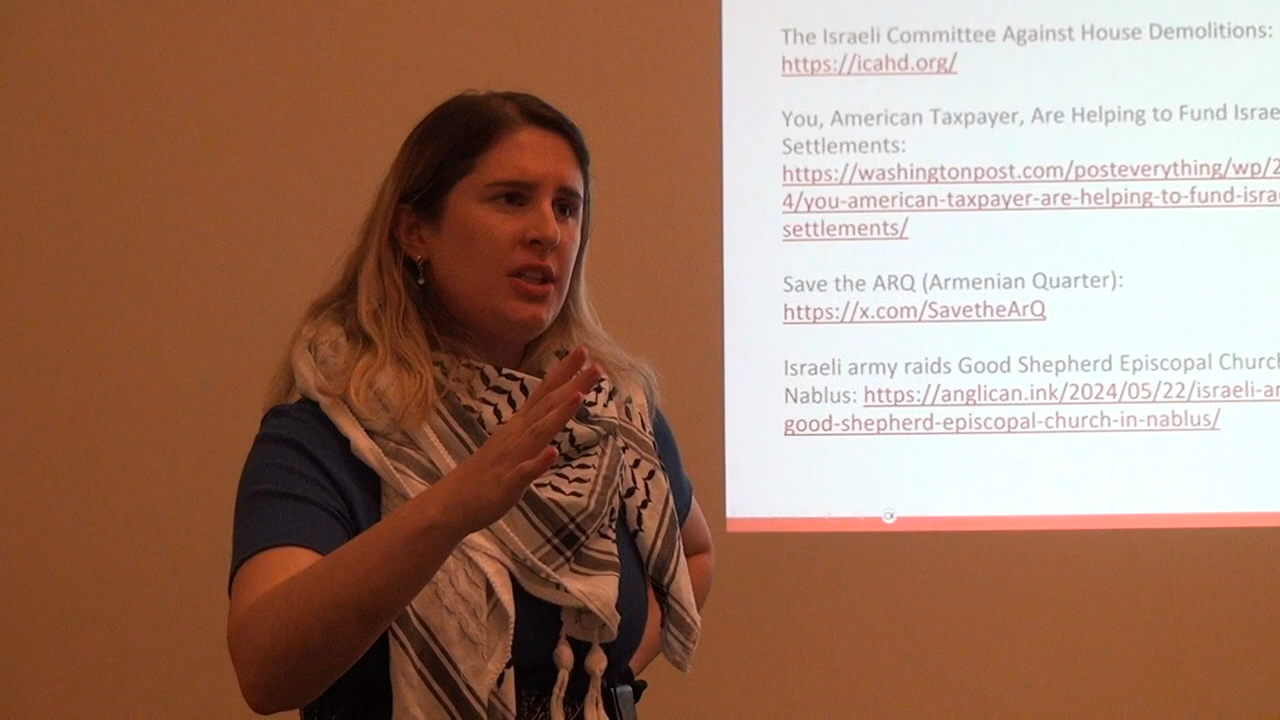 The Israeli Committee Against House Demolitions:
https://icahd.org/
You, American Taxpayer, Are Helping to Fund Israe
Settlements:
https://washingtonpost.com/posteverything/wp/2
4/you-american-taxpayer-are-helping-to-fund-isra
settlements/
Save the ARQ (Armenian Quarter):
https://x.com/SavetheArQ
Israeli army raids Good Shepherd Episcopal Church
Nablus: https://anglican.ink/2024/05/22/israeli-ar
good-shepherd-episcopal-church-in-nablus/